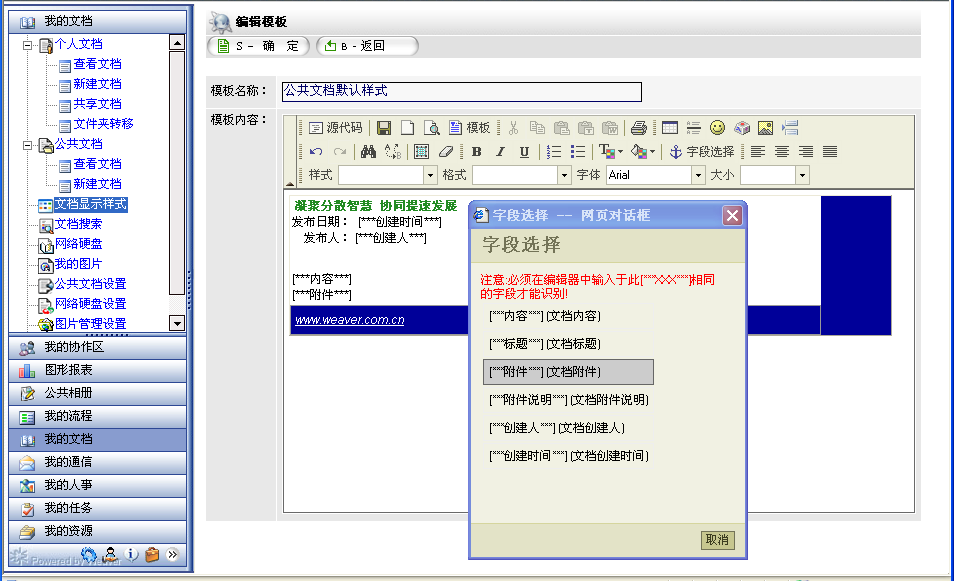 我的文档
个人文档
查看文档
新建文档
共享文档
文件夹转移
公共文档
查看文档
新建文档
文档显示样式
文档搜索
网络硬盘
我的图片
公共文档设置
网络硬盘设置
图片管理设置
我的协作区
图形报表
公共相册
我的流程
我的文档
我的通信
我的人事
我的任务
我的资源
Powered by Weaver
编辑模板
S - 确 定 B - 返回
模板名称： 公共文档默认样式
模板内容：
源代码 模板
B I U 字段选择
样式 格式 字体 Arial 大小
凝聚分散智慧 协同提速发展
发布日期： [***创建时间***]
发布人： [***创建人***]
[***内容***]
[***附件***]
www.weaver.com.cn
字段选择 -- 网页对话框
字段选择
注意:必须在编辑器中输入于此[***XXX***]相同
的字段才能识别!
[***内容***](文档内容)
[***标题***](文档标题)
[***附件***](文档附件)
[***附件说明***](文档附件说明)
[***创建人***](文档创建人)
[***创建时间***](文档创建时间)
取消